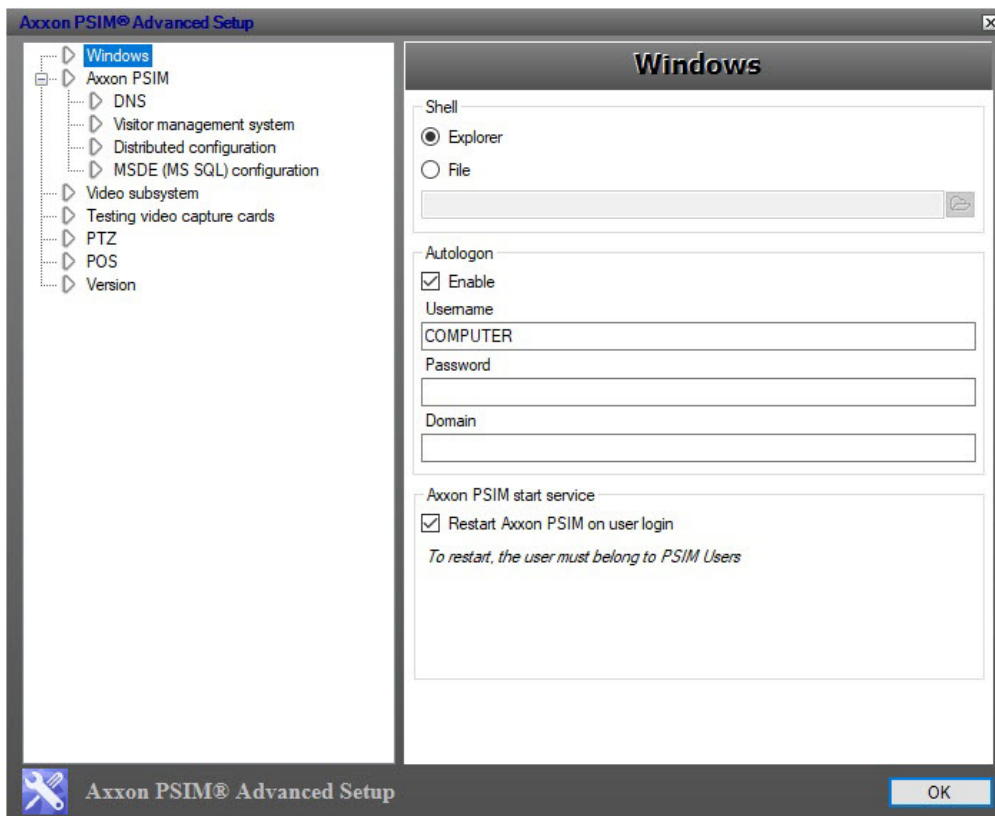 Axxon PSIM® Advanced Setup
Windows
Axxon PSIM
DNS
Visitor management system
Distributed configuration
MSDE (MS SQL) configuration
Video subsystem
Testing video capture cards
PTZ
POS
Version
Windows
Shell
Explorer
File
Autologon
Enable
Username
COMPUTER
Password
Domain
Axxon PSIM start service
Restart Axxon PSIM on user login
To restart, the user must belong to PSIM Users
Axxon PSIM® Advanced Setup
OK